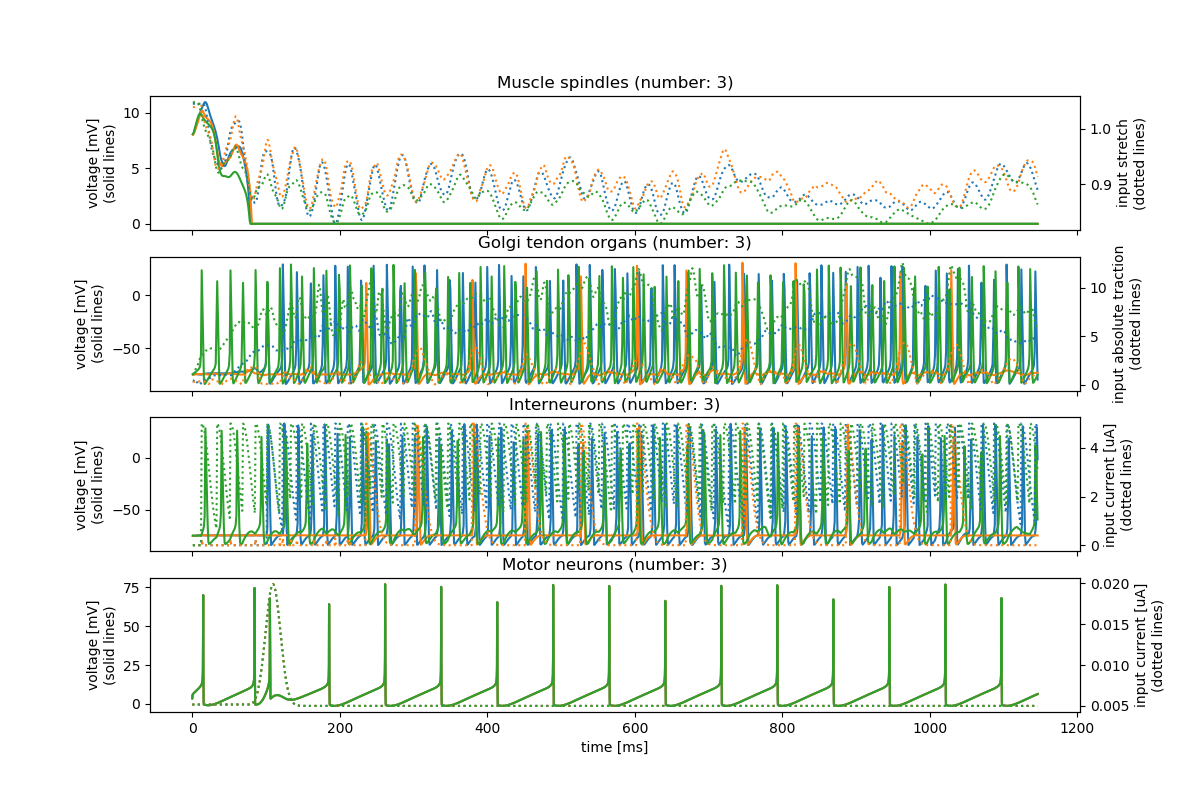 Muscle spindles (number: 3)
voltage [mV]
(solid lines)
10
5
0
1.0
0.9
input stretch
(dotted lines)
Golgi tendon organs (number: 3)
voltage [mV]
(solid lines)
0
−50
10
5
0
input absolute traction
(dotted lines)
Interneurons (number: 3)
voltage [mV]
(solid lines)
0
−50
4
2
0
input current [uA]
(dotted lines)
Motor neurons (number: 3)
voltage [mV]
(solid lines)
75
50
25
0
0.020
0.015
0.010
0.005
input current [uA]
(dotted lines)
0 200 400 600 800 1000 1200
time [ms]